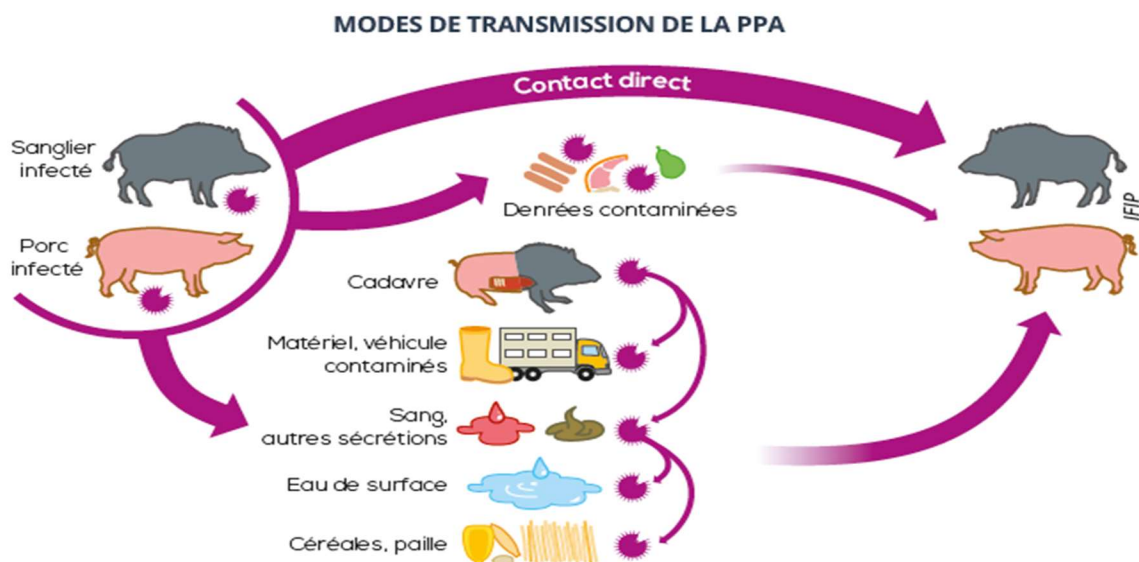 MODES DE TRANSMISSION DE LA PPA
Contact direct
Sanglier
infecté
Porc
infecté
Denrées contaminées
IFIP
Cadavre
Matériel, véhicule
contaminés
Sang,
autres sécrétions
Eau de surface
Céréales, paille